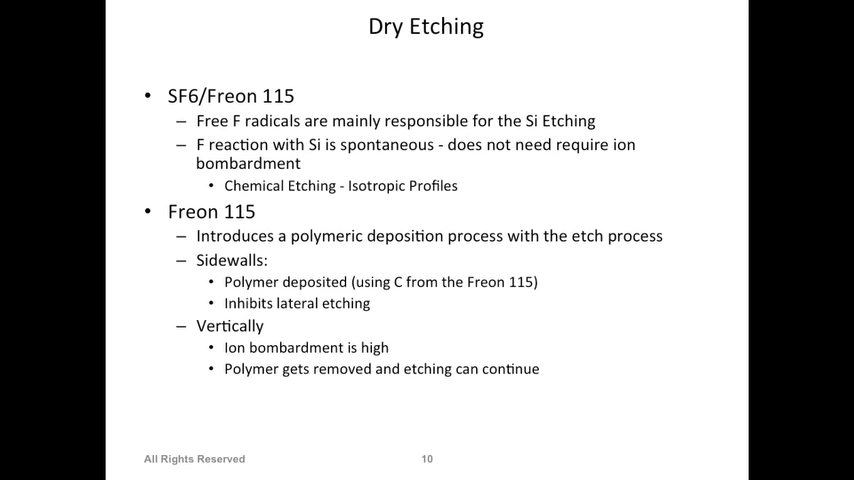 Dry Etching
• SF6/Freon 115
– Free F radicals are mainly responsible for the Si Etching
– F reaction with Si is spontaneous - does not need require ion
bombardment
• Chemical Etching - Isotropic Profiles
• Freon 115
– Introduces a polymeric deposition process with the etch process
– Sidewalls:
• Polymer deposited (using C from the Freon 115)
• Inhibits lateral etching
– Vertically
• Ion bombardment is high
• Polymer gets removed and etching can continue
All Rights Reserved
10